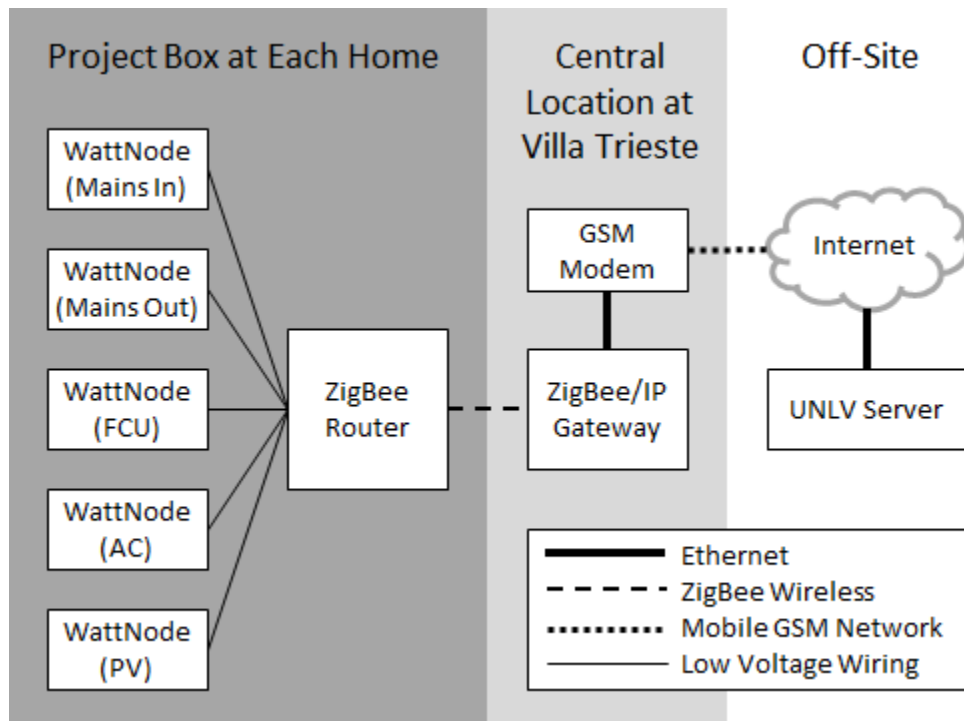 Project Box at Each Home
Central
Location at
Villa Trieste
Off-Site
WattNode
(Mains In)
WattNode
(Mains Out)
WattNode
(FCU)
WattNode
(AC)
WattNode
(PV)
ZigBee
Router
GSM
Modem
ZigBee/IP
Gateway
Internet
UNLV Server
Ethernet
ZigBee Wireless
Mobile GSM Network
Low Voltage Wiring